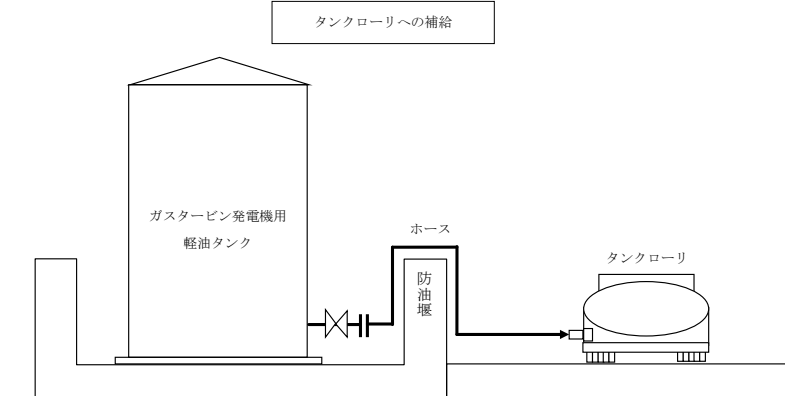 タンクローリへの補給
ガスタービン発電機用
軽油タンク
ホース
防油堰
タンクローリ